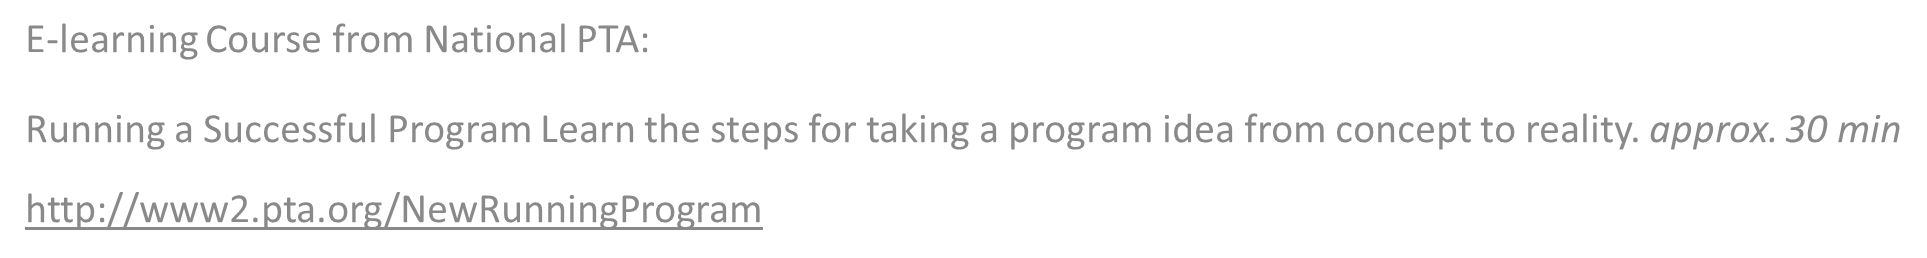 E-learning Course from National PTA:
Running a Successful Program Learn the steps for taking a program idea from concept to reality. approx. 30 min
http://www2.pta.org/NewRunningProgram